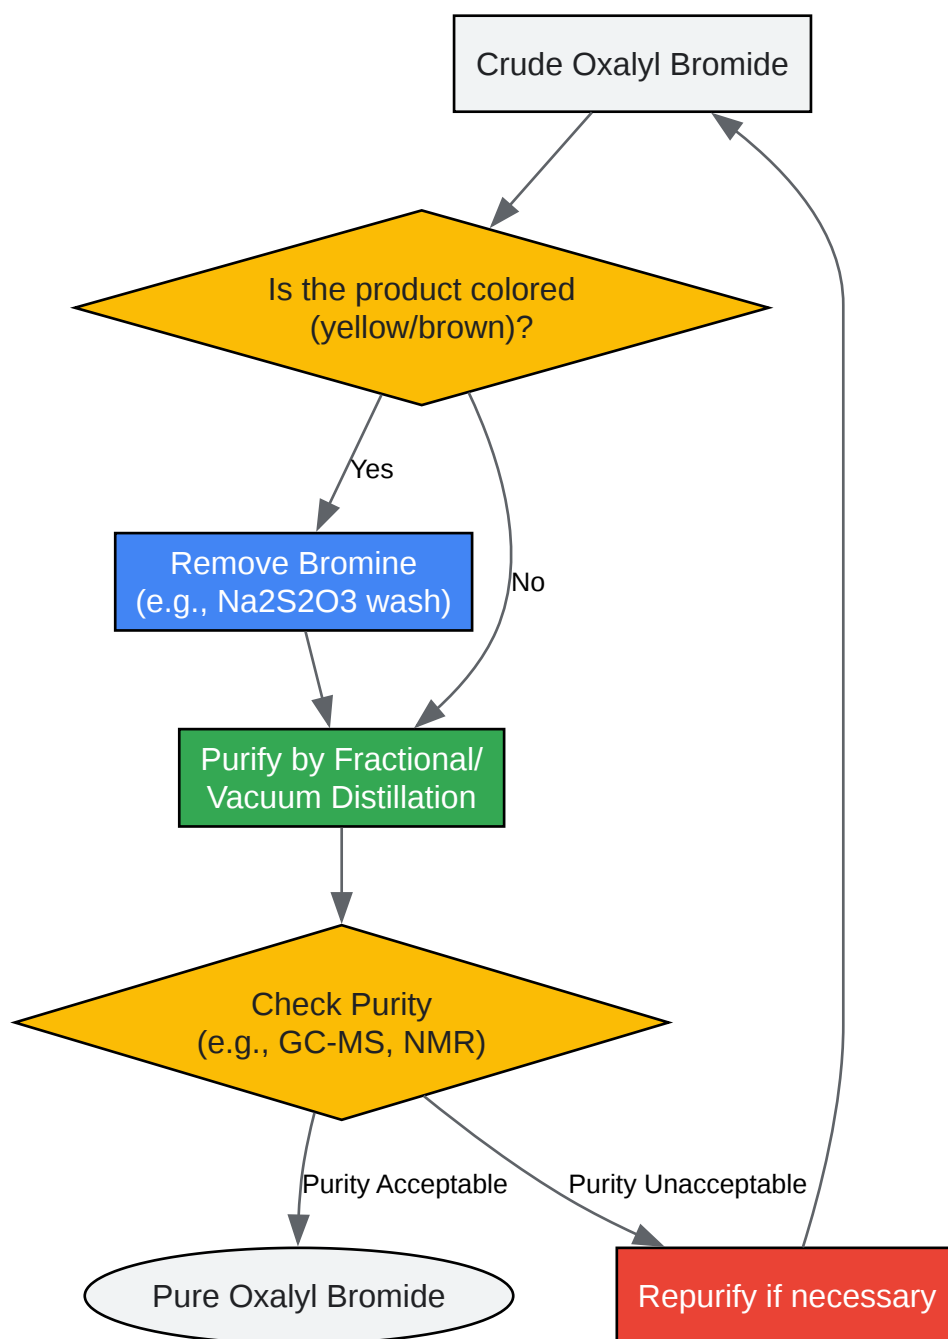 Crude Oxalyl Bromide
Is the product colored
(yellow/brown)?
Yes
No
Remove Bromine
(e.g., Na2S2O3 wash)
Purify by Fractional/
Vacuum Distillation
Check Purity
(e.g., GC-MS, NMR)
Purity Acceptable
Purity Unacceptable
Pure Oxalyl Bromide
Repurify if necessary